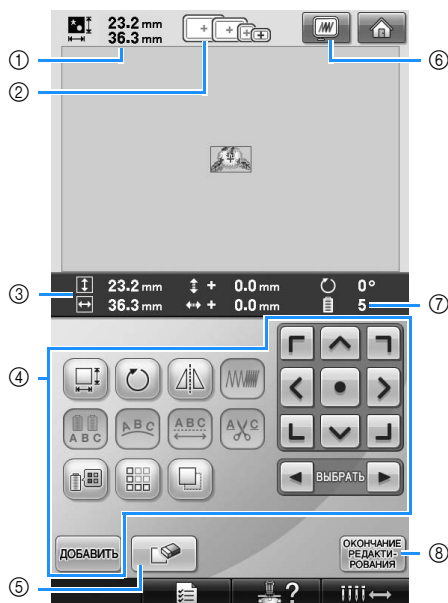 23.2 mm
36.3 mm
①
②
⑥
③
23.2 mm + 0.0 mm 0°
36.3 mm + 0.0 mm 5
⑦
④
A B C
A B C
A B C
A C
ВЫБРАТЬ
ДОБАВИТЬ
ОКОНЧАНИЕ
РЕДАКТИ-
РОВАНИЯ
⑧
⑤
?